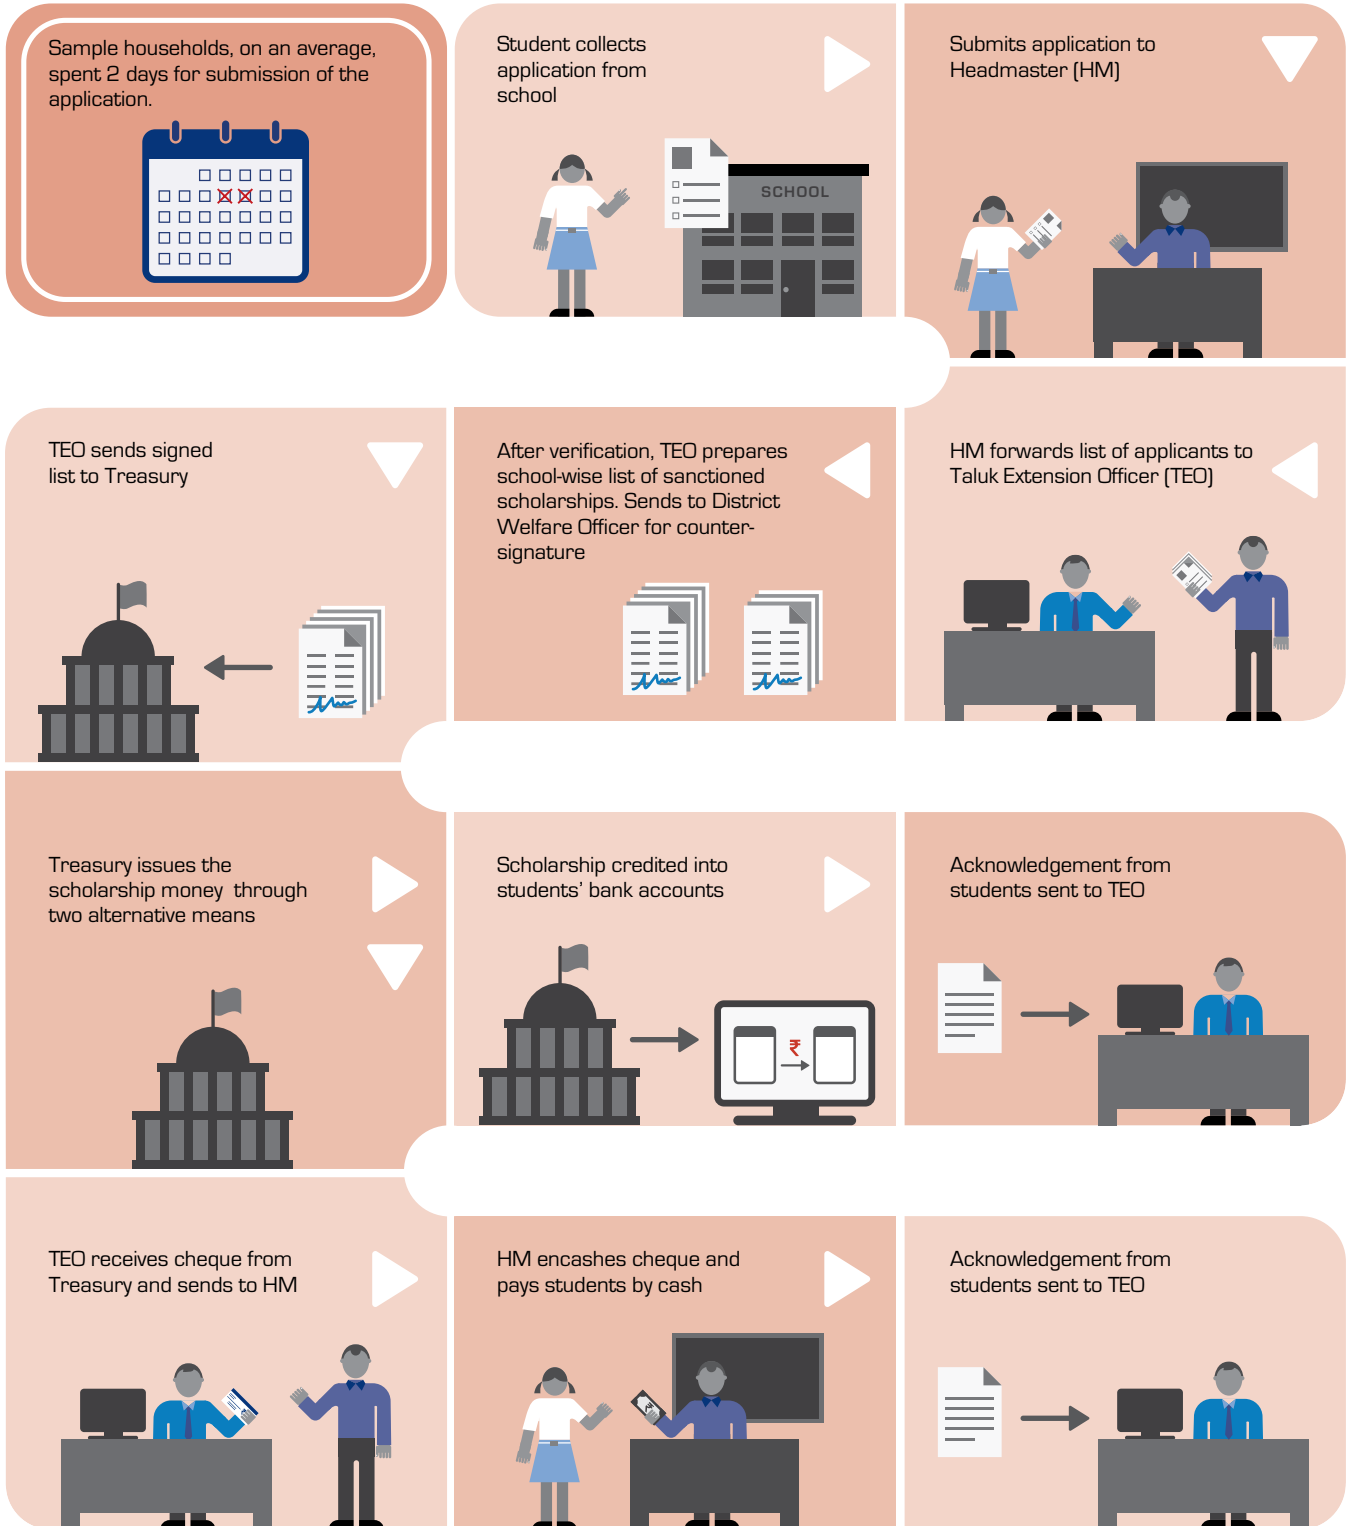 Sample households, on an average,
spent 2 days for submission of the
application.
Student collects
application from
school
SCHOOL
Submits application to
Headmaster (HM)
HM forwards list of applicants to
Taluk Extension Officer (TEO)
After verification, TEO prepares
school-wise list of sanctioned
scholarships. Sends to District
Welfare Officer for counter-
signature
TEO sends signed
list to Treasury
Treasury issues the
scholarship money through
two alternative means
Scholarship credited into
students' bank accounts
₹
Acknowledgement from
students sent to TEO
TEO receives cheque from
Treasury and sends to HM
HM encashes cheque and
pays students by cash
₹
Acknowledgement from
students sent to TEO